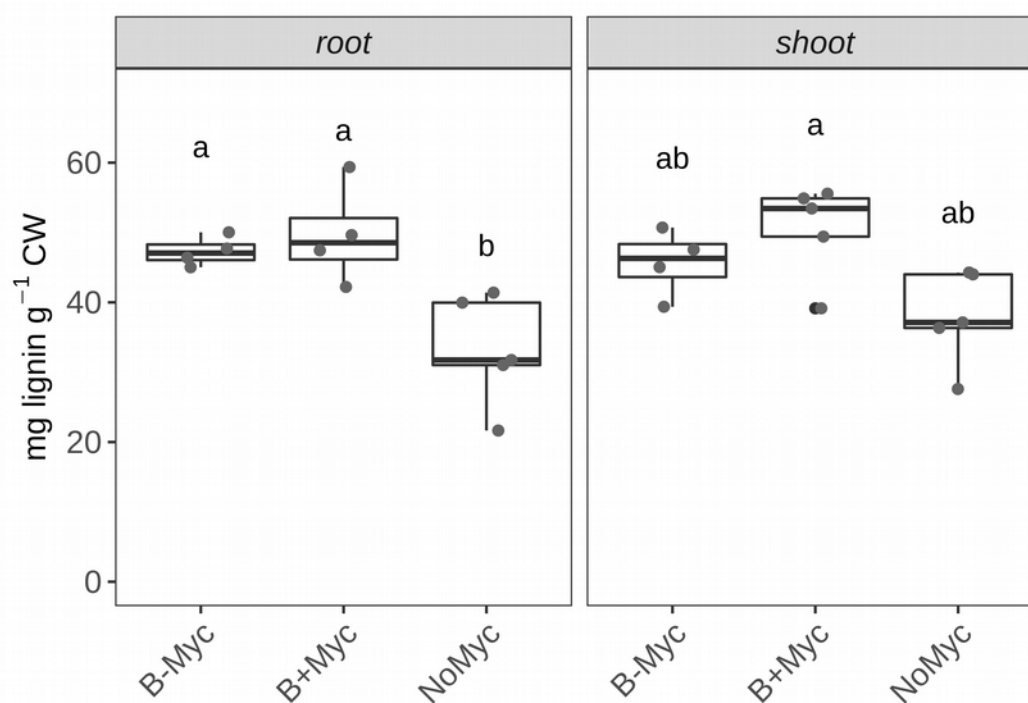 root
shoot
mg lignin g⁻¹ CW
60
40
20
0
a
a
b
ab
a
ab
B-Myc
B+Myc
NoMyc
B-Myc
B+Myc
NoMyc